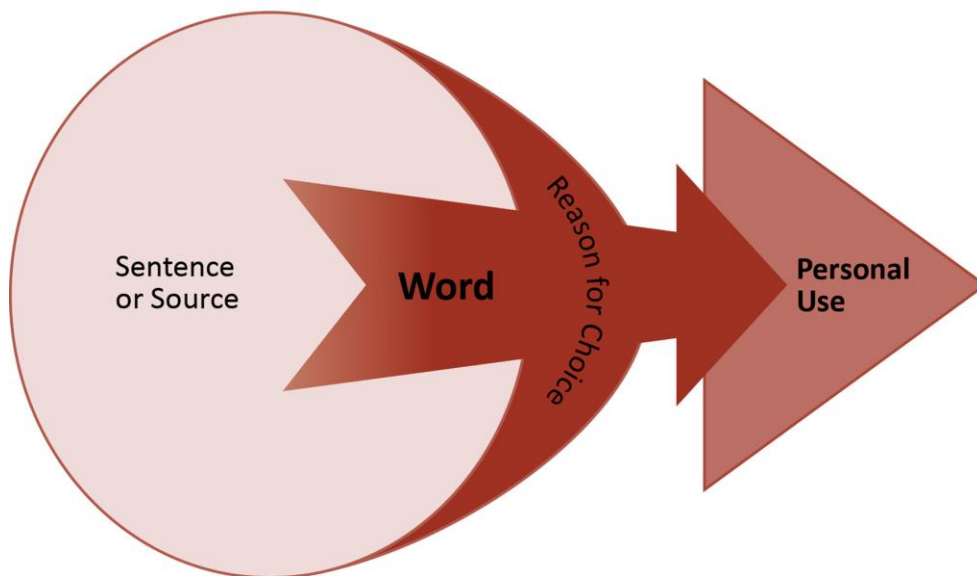 Sentence
or Source
Word
Reason for Choice
Personal
Use